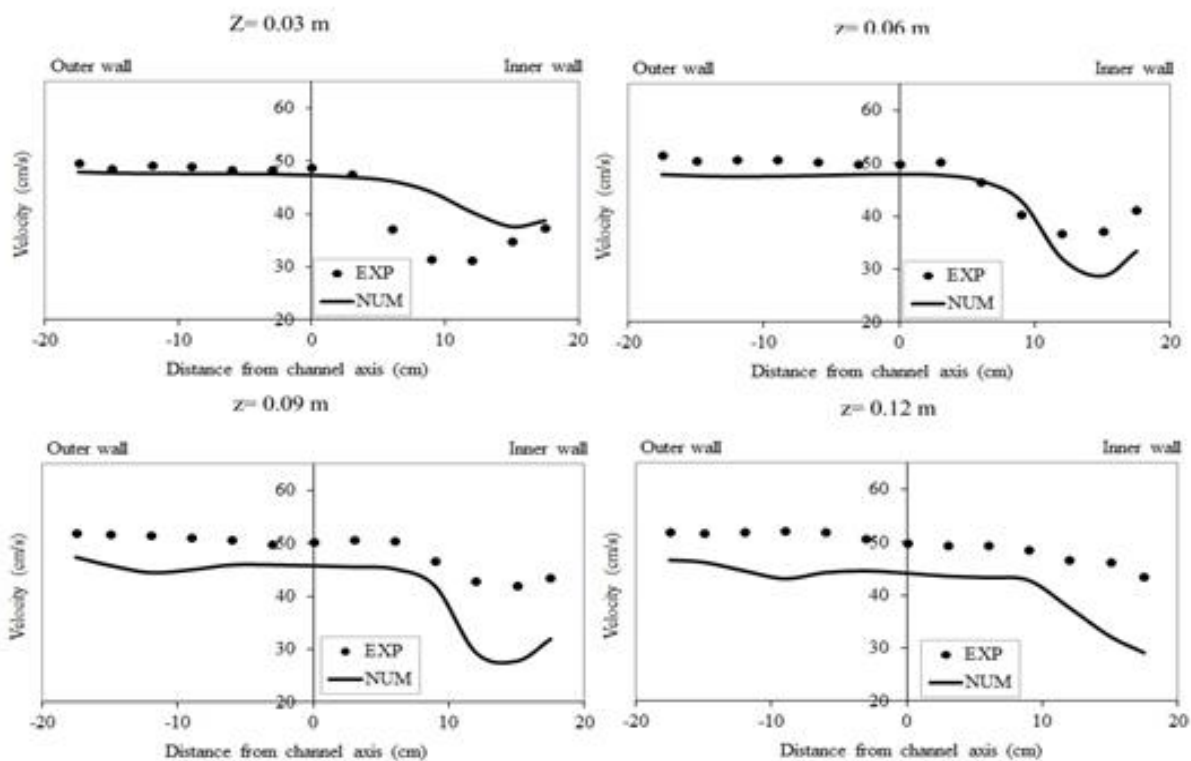 Z= 0.03 m
Outer wall Inner wall
60
50
40
30
20
Velocity (cm/s)
EXP
NUM
-20 -10 0 10 20
Distance from channel axis (cm)
z= 0.06 m
Outer wall Inner wall
60
50
40
30
20
Velocity (cm/s)
EXP
NUM
-20 -10 0 10 20
Distance from channel axis (cm)
z= 0.09 m
Outer wall Inner wall
60
50
40
30
20
Velocity (cm/s)
EXP
NUM
-20 -10 0 10 20
Distance from channel axis (cm)
z= 0.12 m
Outer wall Inner wall
60
50
40
30
20
Velocity (cm/s)
EXP
NUM
-20 -10 0 10 20
Distance from channel axis (cm)